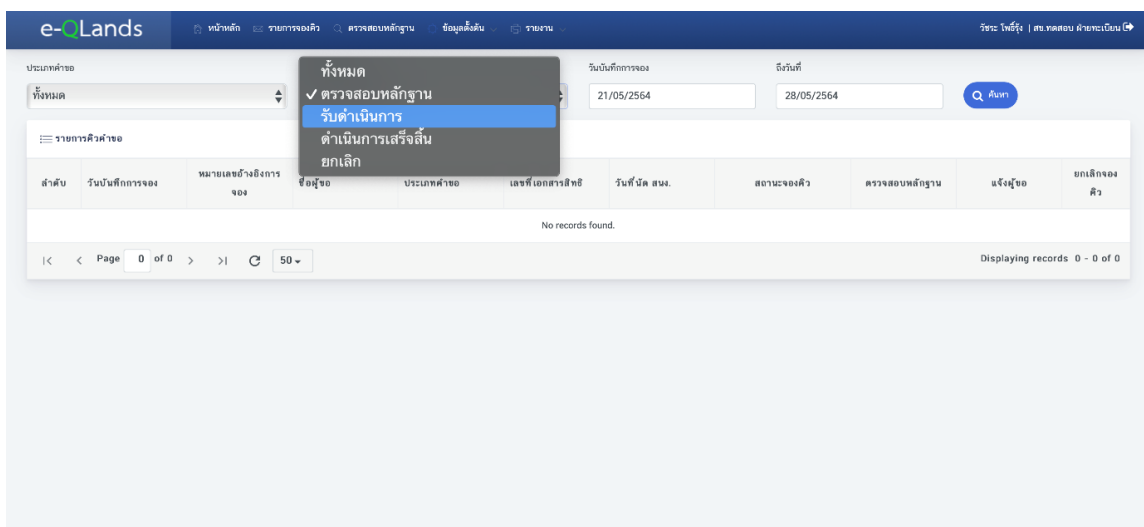 e-QLands หน้าหลัก รายการจองคิว ตรวจสอบหลักฐาน ข้อมูลตั้งต้น รายงาน วัชระ โพธิ์รุ้ง | สข.ทดสอบ ฝ่ายทะเบียน
ประเภทคำขอ วันบันทึกการจอง ถึงวันที่
ทั้งหมด 21/05/2564 28/05/2564 ค้นหา
ทั้งหมด
✓ ตรวจสอบหลักฐาน
รับดำเนินการ
ดำเนินการเสร็จสิ้น
ยกเลิก
รายการคิวคำขอ
ลำดับ วันบันทึกการจอง หมายเลขอ้างอิงการจอง ชื่อผู้ขอ ประเภทคำขอ เลขที่เอกสารสิทธิ วันที่นัด สนง. สถานะจองคิว ตรวจสอบหลักฐาน แจ้งผู้ขอ ยกเลิกจองคิว
No records found.
Page 0 of 0 50 Displaying records 0 - 0 of 0